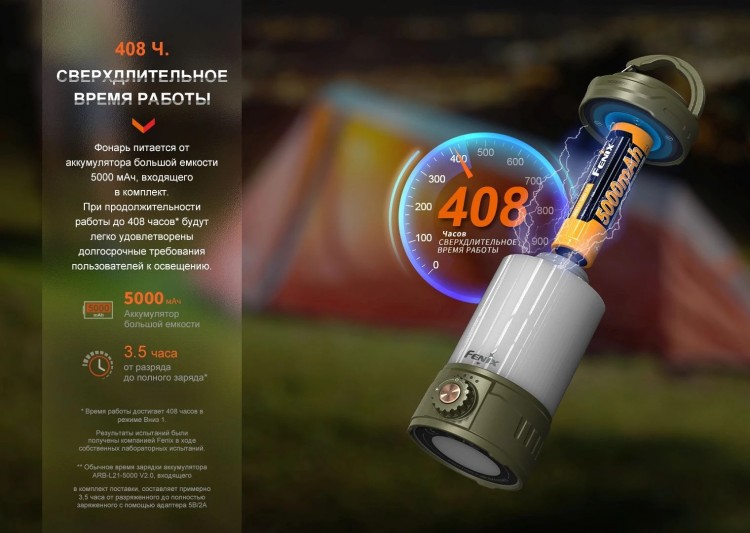 408 Ч.
СВЕРХДЛИТЕЛЬНОЕ
ВРЕМЯ РАБОТЫ
Фонарь питается от
аккумулятора большой емкости
5000 мАч, входящего
в комплект.
При продолжительности
работы до 408 часов* будут
легко удовлетворены
долгосрочные требования
пользователей к освещению.
5000
mAh
5000 мАч
Аккумулятор
большой емкости
3.5 часа
от разряда
до полного заряда*
* Время работы достигает 408 часов в
режиме Вниз 1.
Результаты испытаний были
получены компанией Fenix в ходе
собственных лабораторных испытаний.
** Обычное время зарядки аккумулятора
ARB-L21-5000 V2.0, входящего
в комплект поставки, составляет примерно
3,5 часа от разряженного до полностью
заряженного с помощью адаптера 5В/2А
0
100
200
300
400
500
600
700
800
900
408
Часов
СВЕРХДЛИТЕЛЬНОЕ
ВРЕМЯ РАБОТЫ
FENIX
5000mAh
FENIX